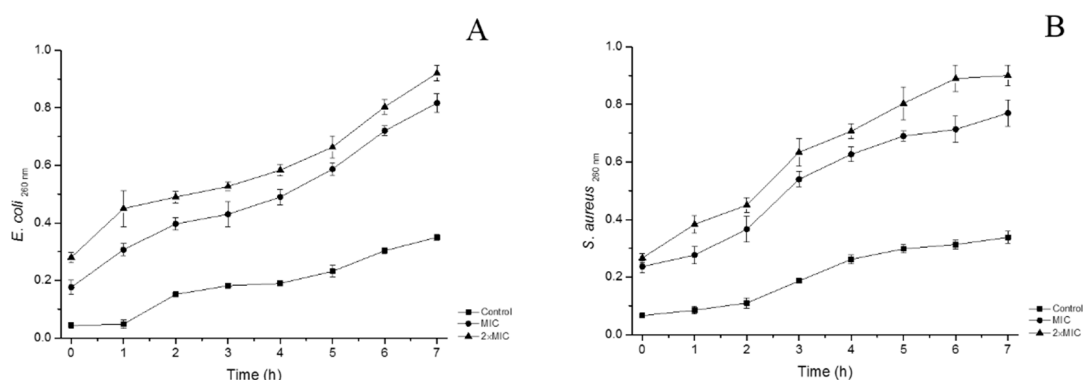 A
1.0
0.8
0.6
0.4
0.2
0.0
E. coli 260 nm
0 1 2 3 4 5 6 7
Time (h)
Control
MIC
2×MIC
B
1.0
0.8
0.6
0.4
0.2
0.0
S. aureus 260 nm
0 1 2 3 4 5 6 7
Time (h)
Control
MIC
2×MIC